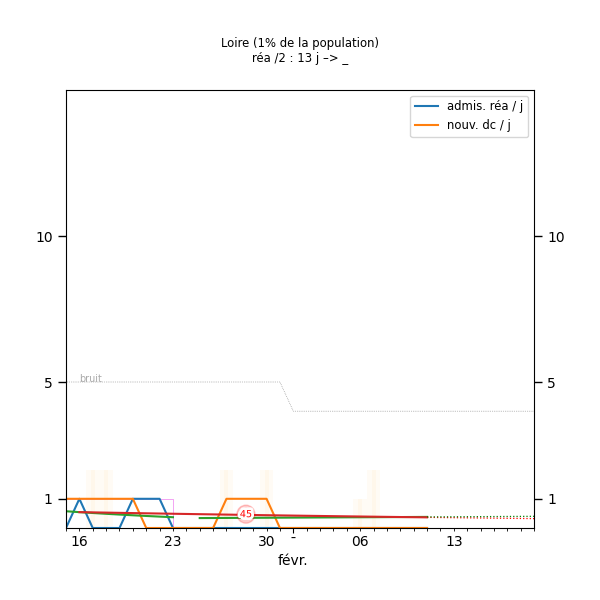 Loire (1% de la population)
réa /2 : 13 j –> _
admis. réa / j
nouv. dc / j
10 10
bruit
5 5
45
1 1
16 23 30 - 06 13
févr.